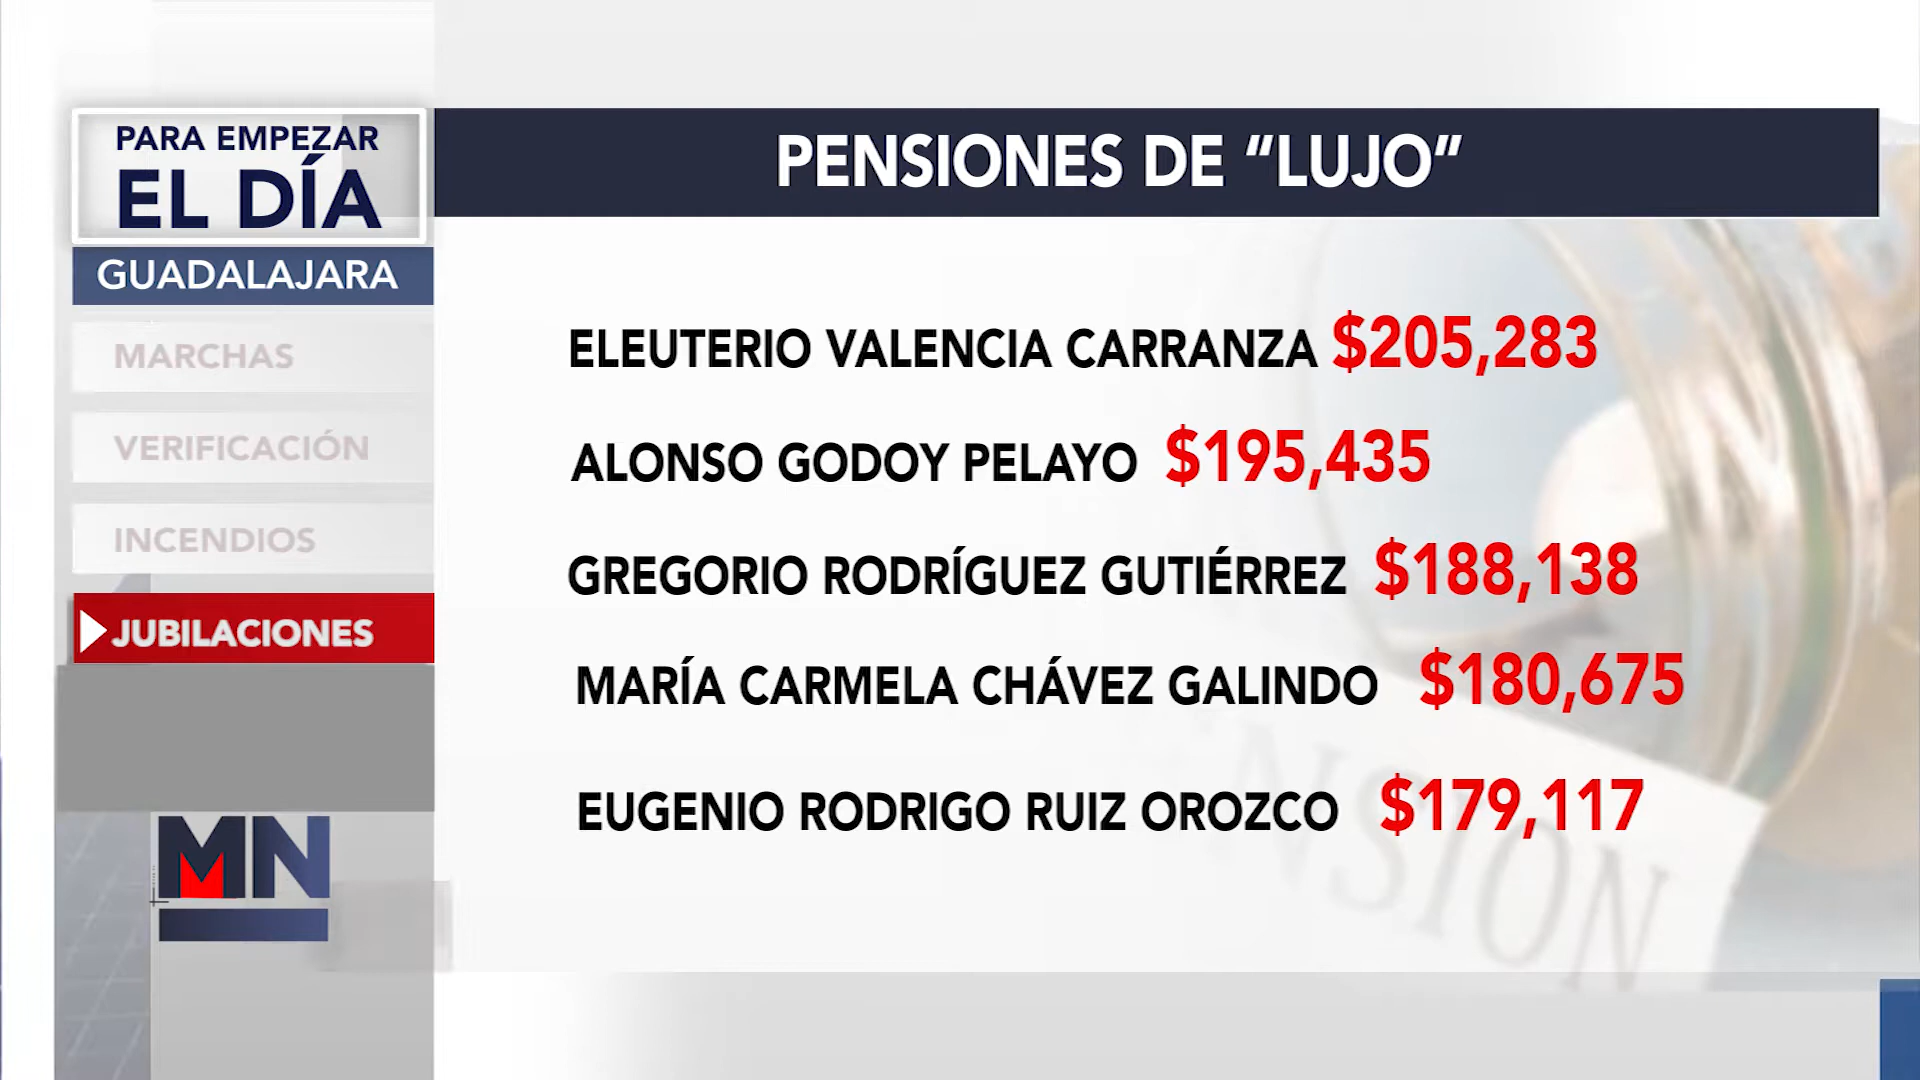 PARA EMPEZAR
EL DÍA
GUADALAJARA
MARCHAS
VERIFICACIÓN
INCENDIOS
JUBILACIONES
MN
PENSIONES DE “LUJO”
ELEUTERIO VALENCIA CARRANZA $205,283
ALONSO GODOY PELAYO $195,435
GREGORIO RODRÍGUEZ GUTIÉRREZ $188,138
MARÍA CARMELA CHÁVEZ GALINDO $180,675
EUGENIO RODRIGO RUIZ OROZCO $179,117